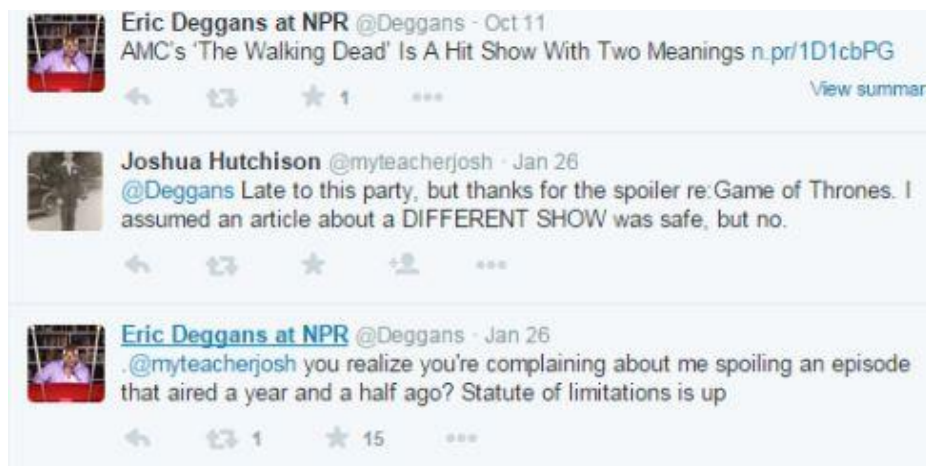 Eric Deggans at NPR @Deggans · Oct 11
AMC's 'The Walking Dead' Is A Hit Show With Two Meanings n.pr/1D1cbPG
1
View summar
Joshua Hutchison @myteacherjosh · Jan 26
@Deggans Late to this party, but thanks for the spoiler re:Game of Thrones. I
assumed an article about a DIFFERENT SHOW was safe, but no.
Eric Deggans at NPR @Deggans · Jan 26
.@myteacherjosh you realize you're complaining about me spoiling an episode
that aired a year and a half ago? Statute of limitations is up
1 15